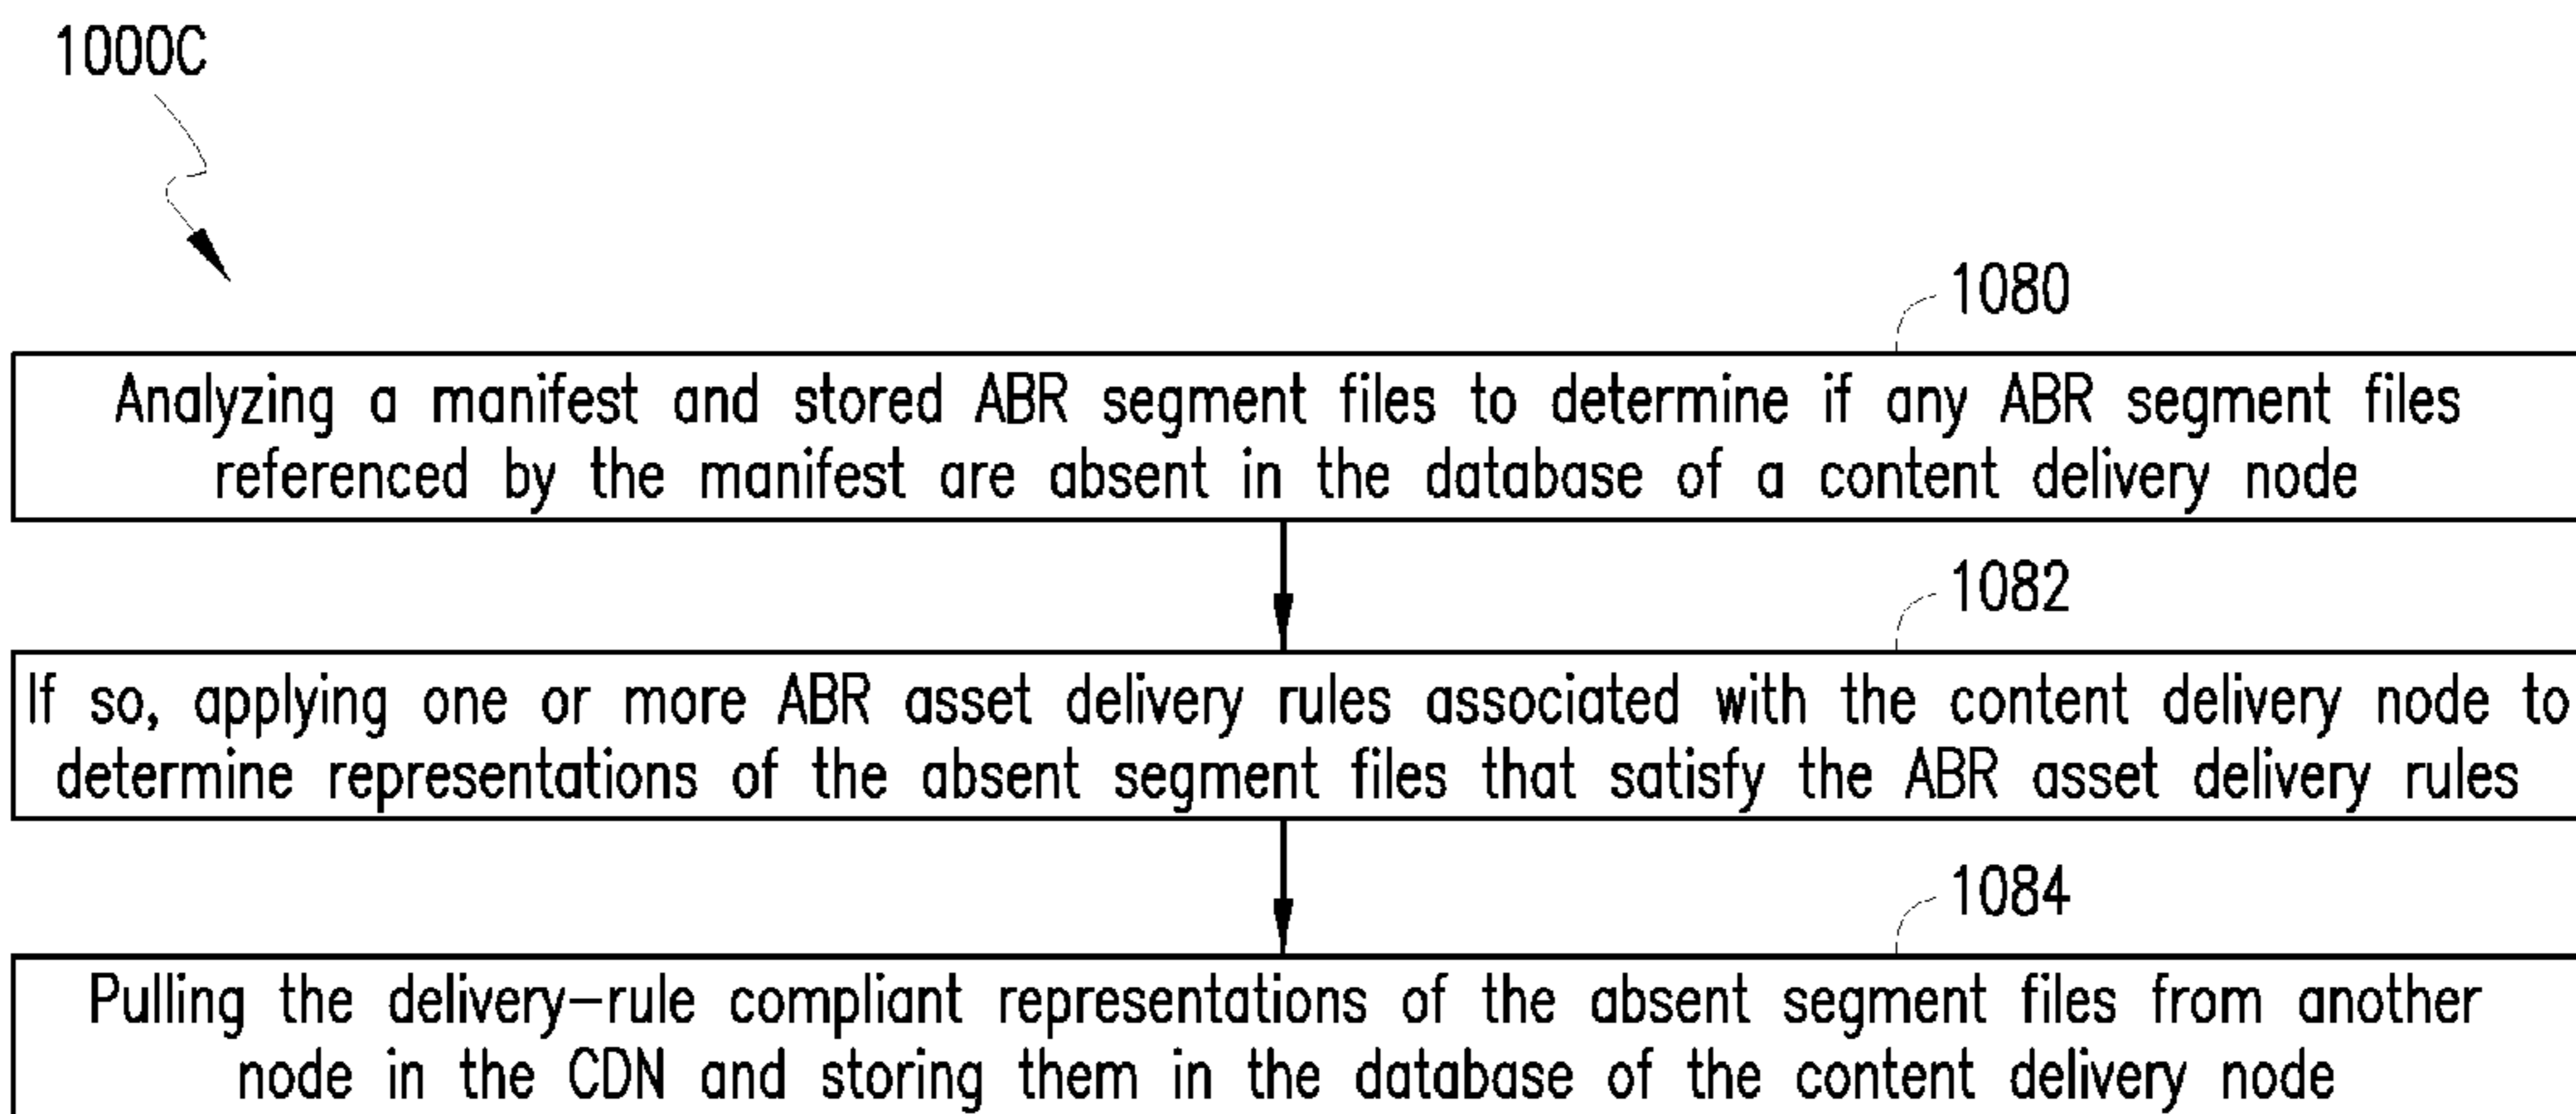 1000C
1080
Analyzing a manifest and stored ABR segment files to determine if any ABR segment files
referenced by the manifest are absent in the database of a content delivery node
1082
If so, applying one or more ABR asset delivery rules associated with the content delivery node to
determine representations of the absent segment files that satisfy the ABR asset delivery rules
1084
Pulling the delivery-rule compliant representations of the absent segment files from another
node in the CDN and storing them in the database of the content delivery node